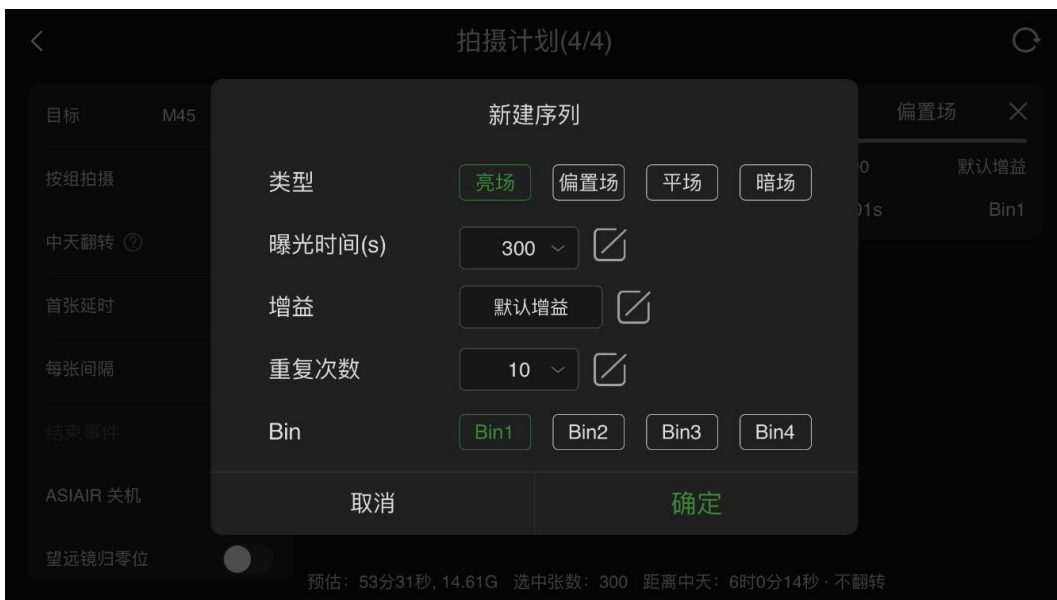 拍摄计划(4/4)
目标 M45
偏置场
新建序列
按组拍摄
0 默认增益
类型 亮场 偏置场 平场 暗场
01s Bin1
中天翻转
曝光时间(s) 300
首张延时
增益 默认增益
每张间隔
重复次数 10
结束事件
Bin Bin1 Bin2 Bin3 Bin4
ASIAIR 关机
取消 确定
望远镜归零位
预估：53分31秒, 14.61G 选中张数：300 距离中天：6时0分14秒 · 不翻转